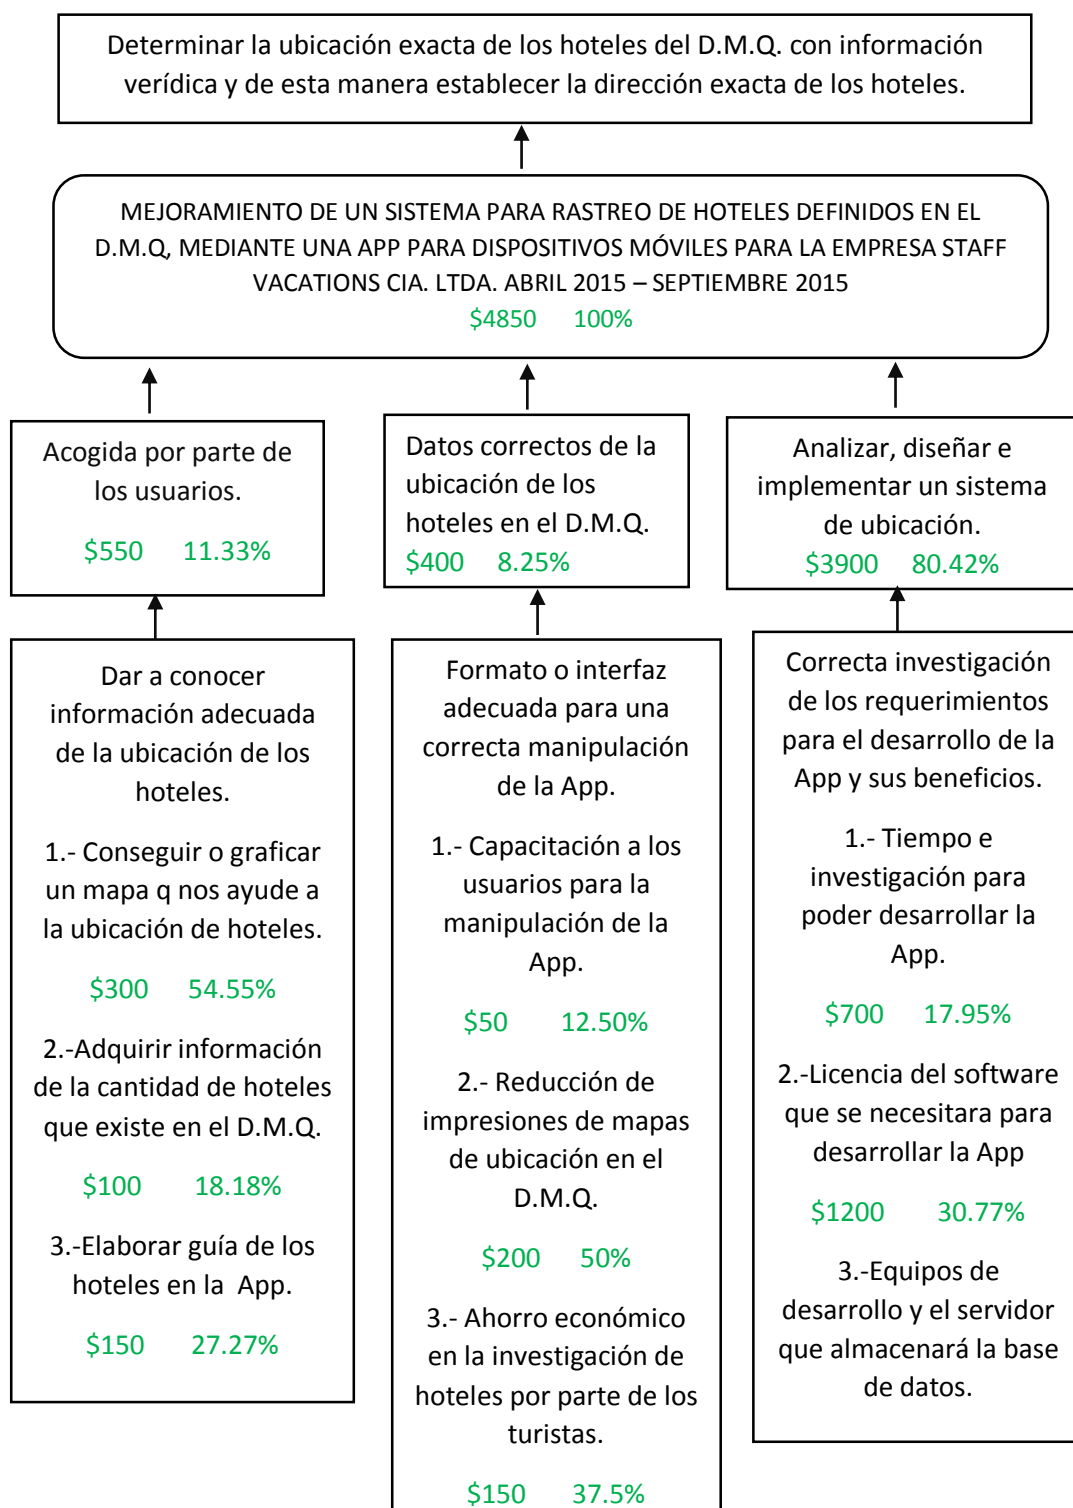 Determinar la ubicación exacta de los hoteles del D.M.Q. con información
verídica y de esta manera establecer la dirección exacta de los hoteles.
MEJORAMIENTO DE UN SISTEMA PARA RASTREO DE HOTELES DEFINIDOS EN EL
D.M.Q, MEDIANTE UNA APP PARA DISPOSITIVOS MÓVILES PARA LA EMPRESA STAFF
VACATIONS CIA. LTDA. ABRIL 2015 – SEPTIEMBRE 2015
$4850 100%
Acogida por parte de
los usuarios.
$550 11.33%
Datos correctos de la
ubicación de los
hoteles en el D.M.Q.
$400 8.25%
Analizar, diseñar e
implementar un sistema
de ubicación.
$3900 80.42%
Dar a conocer
información adecuada
de la ubicación de los
hoteles.
1.- Conseguir o graficar
un mapa q nos ayude a
la ubicación de hoteles.
$300 54.55%
2.-Adquirir información
de la cantidad de hoteles
que existe en el D.M.Q.
$100 18.18%
3.-Elaborar guía de los
hoteles en la App.
$150 27.27%
Formato o interfaz
adecuada para una
correcta manipulación
de la App.
1.- Capacitación a los
usuarios para la
manipulación de la
App.
$50 12.50%
2.- Reducción de
impresiones de mapas
de ubicación en el
D.M.Q.
$200 50%
3.- Ahorro económico
en la investigación de
hoteles por parte de los
turistas.
$150 37.5%
Correcta investigación
de los requerimientos
para el desarrollo de la
App y sus beneficios.
1.- Tiempo e
investigación para
poder desarrollar la
App.
$700 17.95%
2.-Licencia del software
que se necesitara para
desarrollar la App
$1200 30.77%
3.-Equipos de
desarrollo y el servidor
que almacenará la base
de datos.